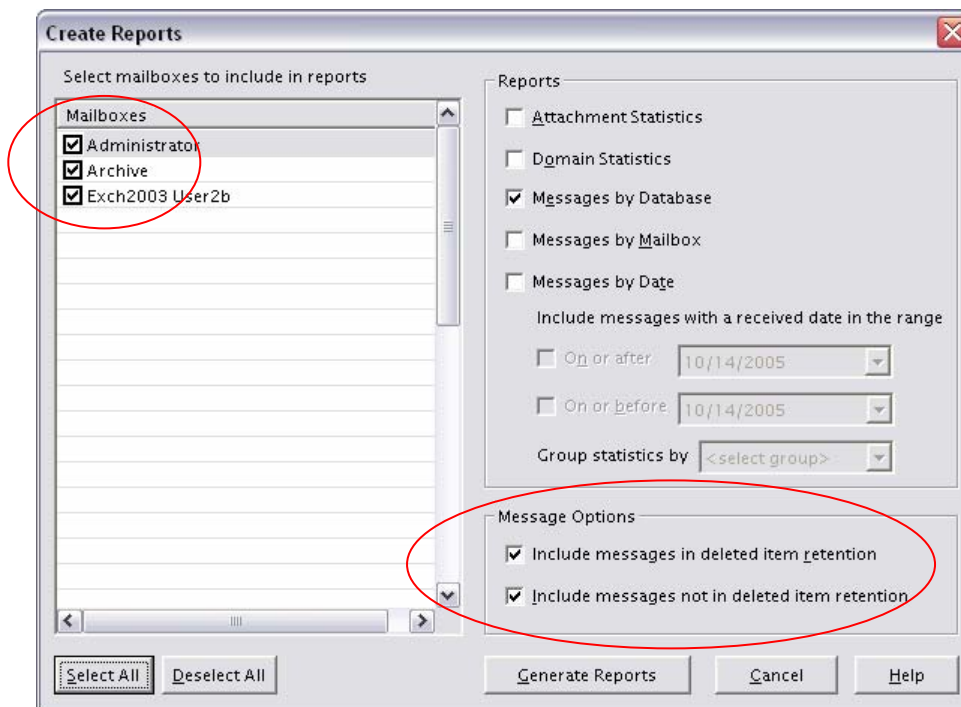 Create Reports
Select mailboxes to include in reports
Mailboxes
Administrator
Archive
Exch2003 User2b
Select All
Deselect All
Reports
Attachment Statistics
Domain Statistics
Messages by Database
Messages by Mailbox
Messages by Date
Include messages with a received date in the range
On or after 10/14/2005
On or before 10/14/2005
Group statistics by <select group>
Message Options
Include messages in deleted item retention
Include messages not in deleted item retention
Generate Reports
Cancel
Help